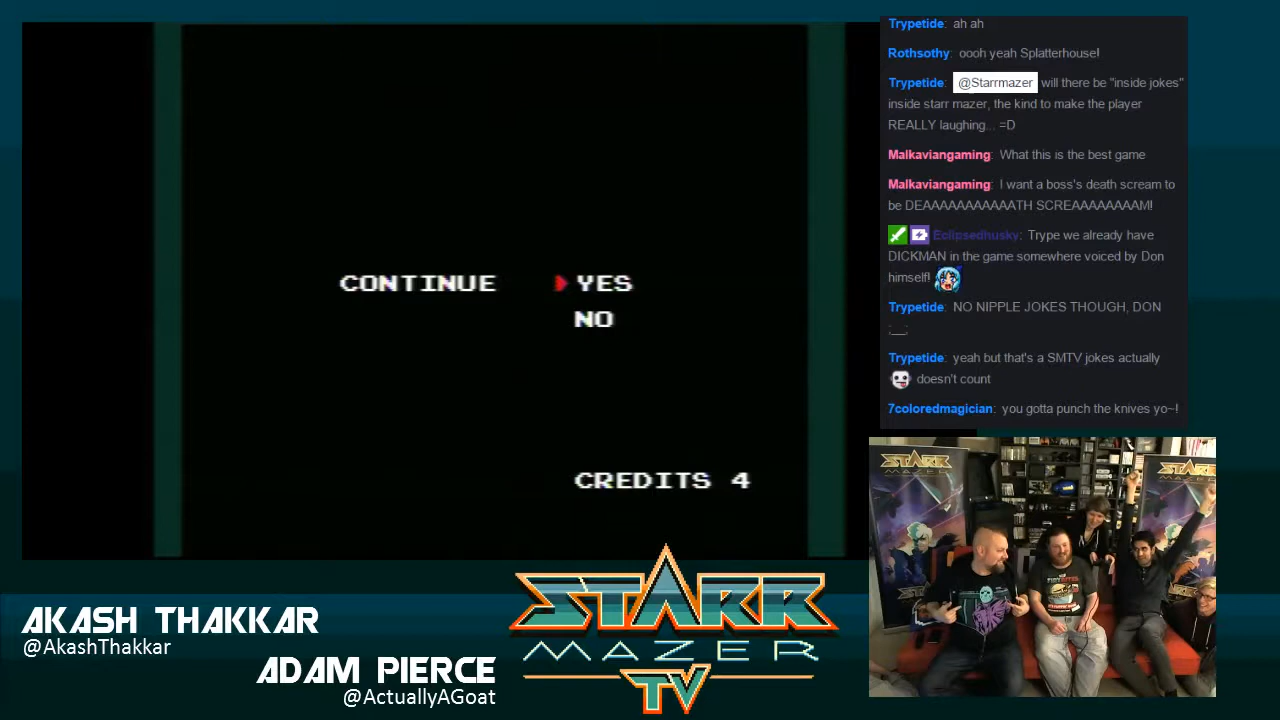 Trypetide: ah ah
Rothsothy: oooh yeah Splatterhouse!
Trypetide: @Starrmazer will there be "inside jokes"
inside starr mazer, the kind to make the player
REALLY laughing... =D
Malkaviangaming: What this is the best game
Malkaviangaming: I want a boss's death scream to
be DEAAAAAAAAAAATH SCREAAAAAAAAM!
Eclipsedhusky: Trype we already have
DICKMAN in the game somewhere voiced by Don
himself!
Trypetide: NO NIPPLE JOKES THOUGH, DON
;__;
Trypetide: yeah but that's a SMTV jokes actually
doesn't count
7coloredmagician: you gotta punch the knives yo~!
CONTINUE YES
NO
CREDITS 4
STARR
MAZER
STARR
AKASH THAKKAR
@AkashThakkar
ADAM PIERCE
@ActuallyAGoat
STARR
MAZER
TV